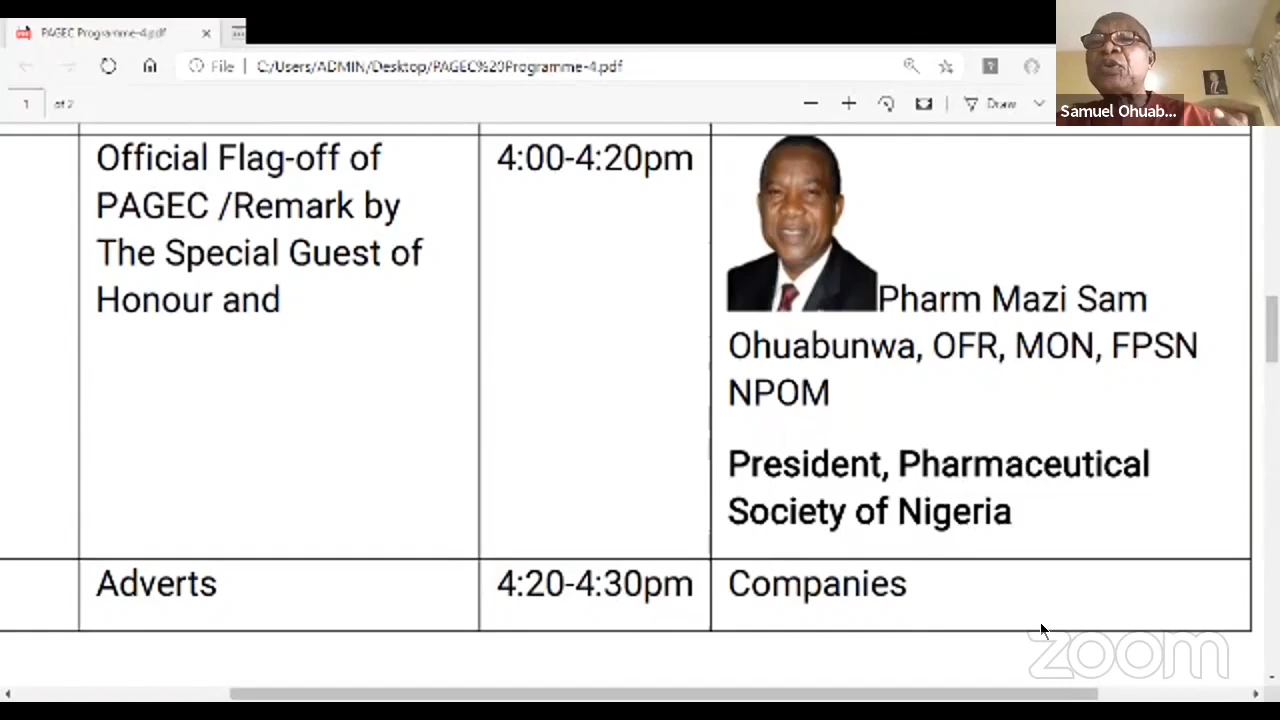 PAGEC Programme-4.pdf
File
C:/Users/ADMIN/Desktop/PAGEC%20Programme-4.pdf
1 of 2
Draw
Samuel Ohuab...
Official Flag-off of
PAGEC /Remark by
The Special Guest of
Honour and
4:00-4:20pm
Pharm Mazi Sam
Ohuabunwa, OFR, MON, FPSN
NPOM
President, Pharmaceutical
Society of Nigeria
Adverts
4:20-4:30pm
Companies
zoom